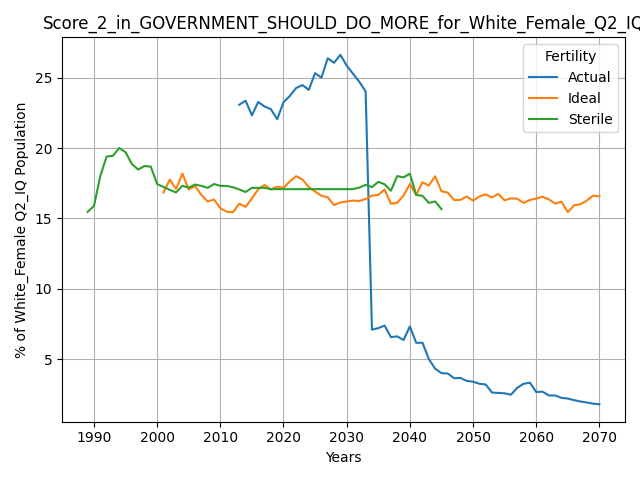 Score_2_in_GOVERNMENT_SHOULD_DO_MORE_for_White_Female_Q2_IQ
Fertility
Actual
Ideal
Sterile
% of White_Female Q2_IQ Population
25
20
15
10
5
1990 2000 2010 2020 2030 2040 2050 2060 2070
Years